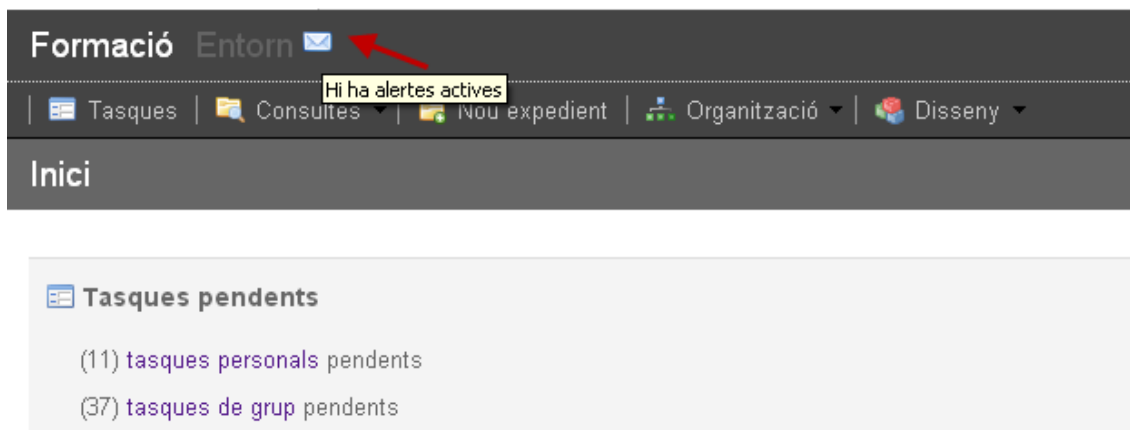 Formació Entorn
Hi ha alertes actives
Tasques | Consultes | Nou expedient | Organització | Disseny
Inici
Tasques pendents
(11) tasques personals pendents
(37) tasques de grup pendents